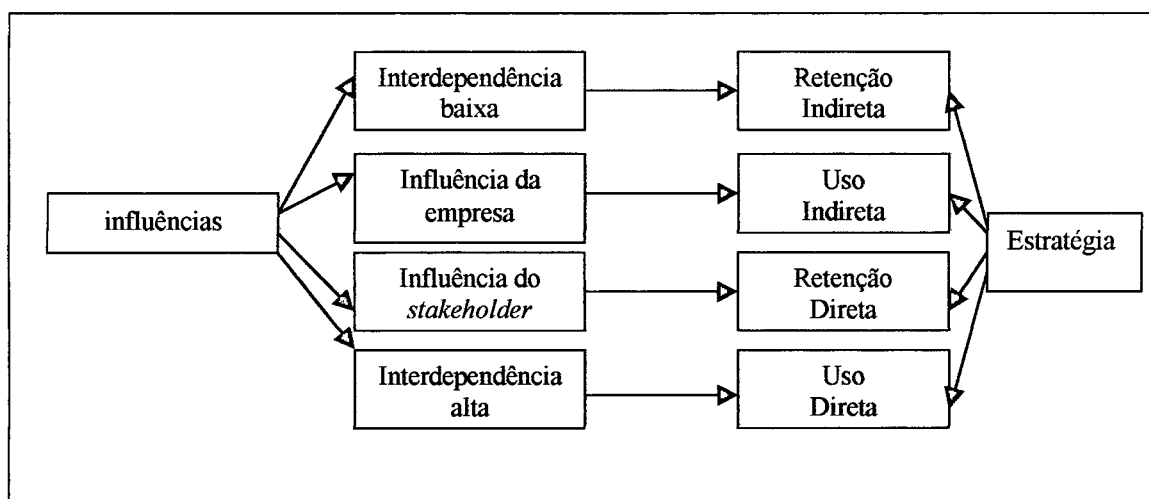 influências
Interdependência
baixa
Influência da
empresa
Influência do
stakeholder
Interdependência
alta
Retenção
Indireta
Uso
Indireta
Retenção
Direta
Uso
Direta
Estratégia